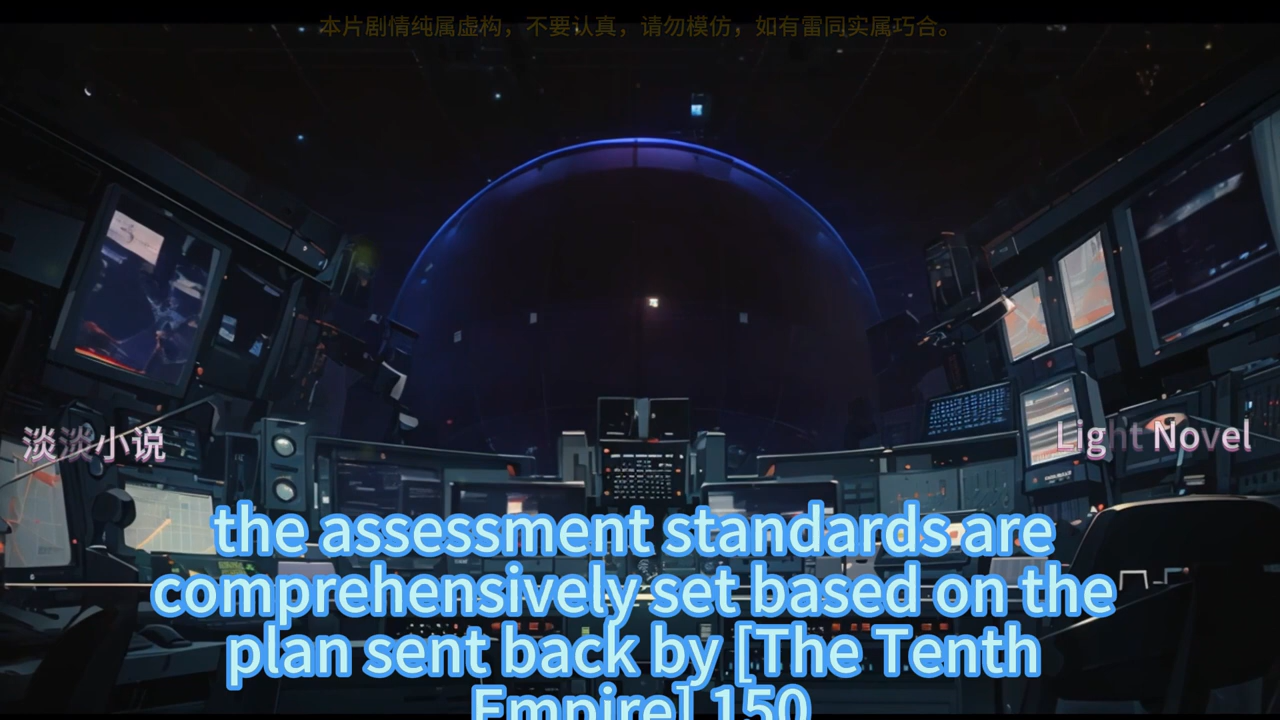 本片剧情纯属虚构，不要认真，请勿模仿，如有雷同实属巧合。
淡淡小说
Light Novel
the assessment standards are
comprehensively set based on the
plan sent back by [The Tenth
Empire] 150